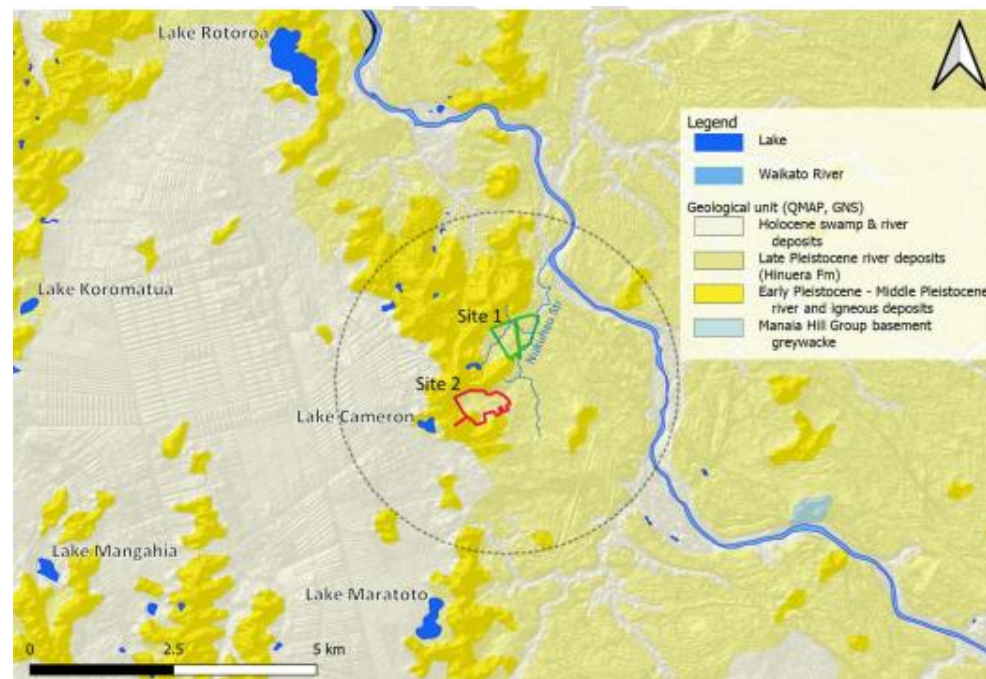 Lake Rotoroa
Legend
Lake
Waikato River
Geological unit (QMAP, GNS)
Holocene swamp & river
deposits
Late Pleistocene river deposits
(Hinuera Fm)
Early Pleistocene - Middle Pleistocene
river and igneous deposits
Manaia Hill Group basement
greywacke
Lake Koromatua
Site 1
Site 2
Lake Cameron
Lake Mangahia
Lake Maratoto
0 2.5 5 km